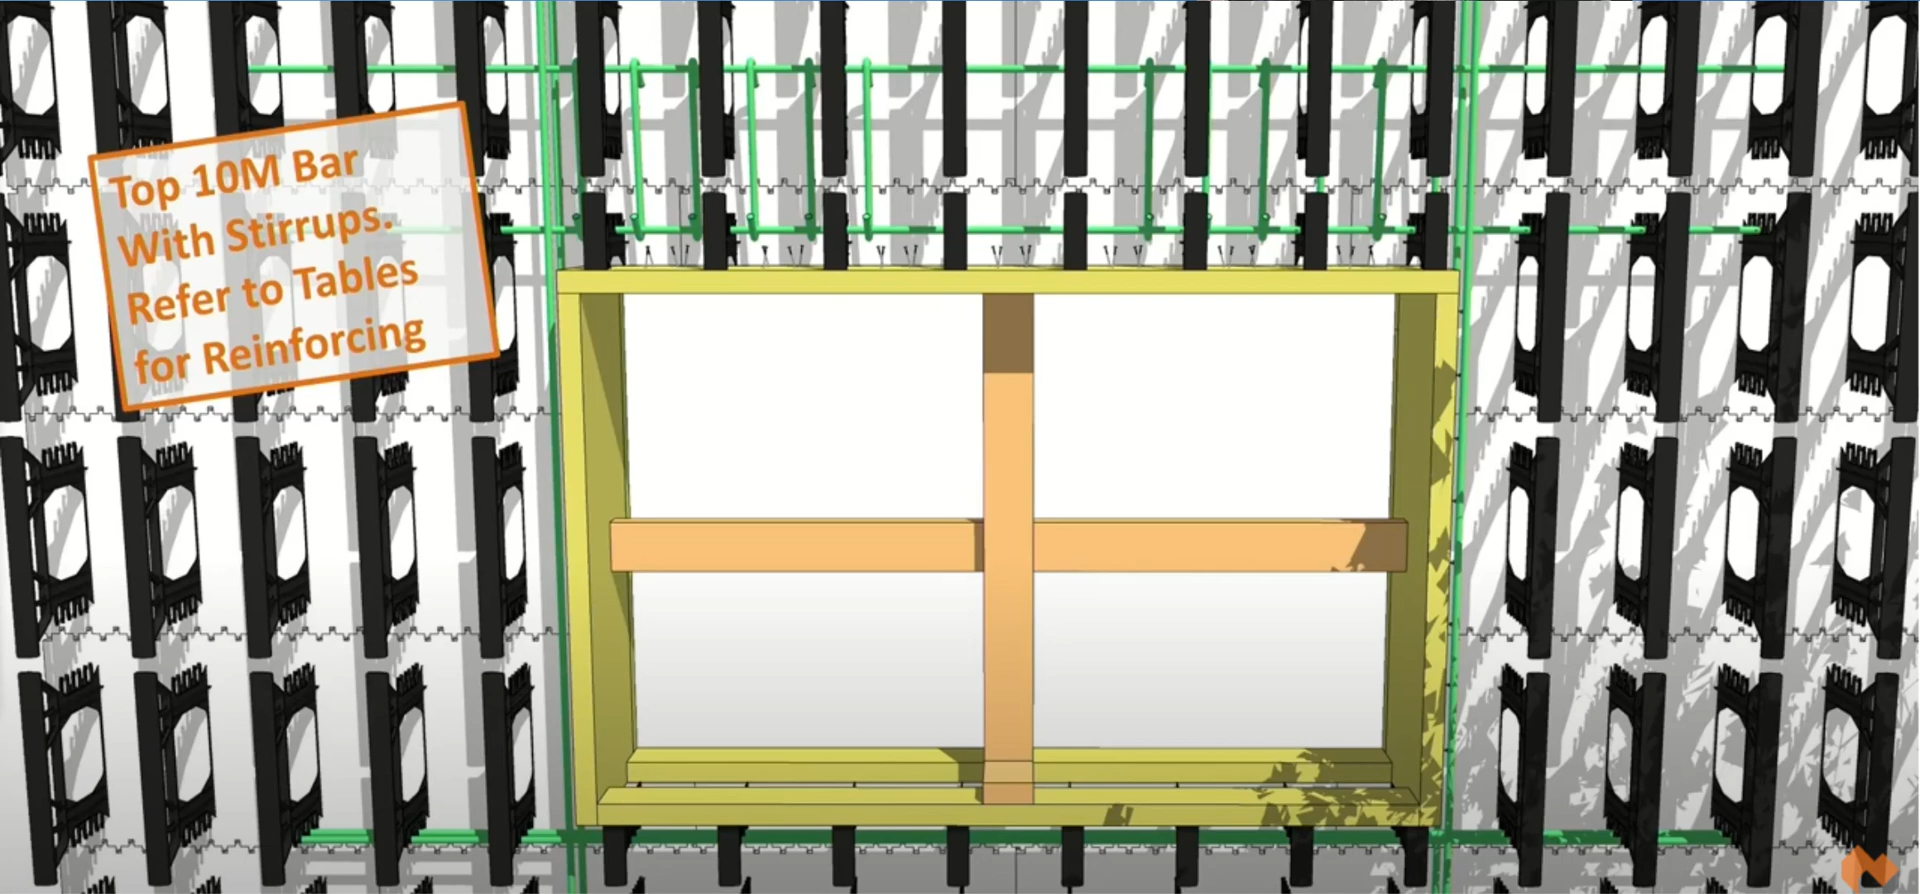 Top 10M Bar
With Stirrups.
Refer to Tables
for Reinforcing